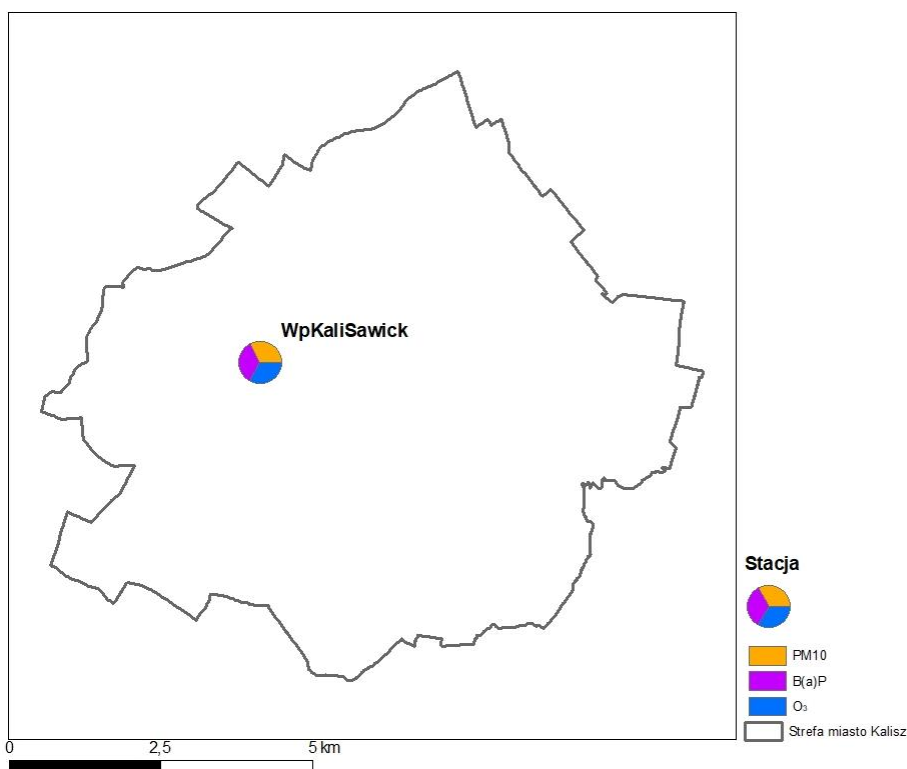 WpKaliSawick
Stacja
PM10
B(a)P
O₃
Strefa miasto Kalisz
0 2,5 5 km